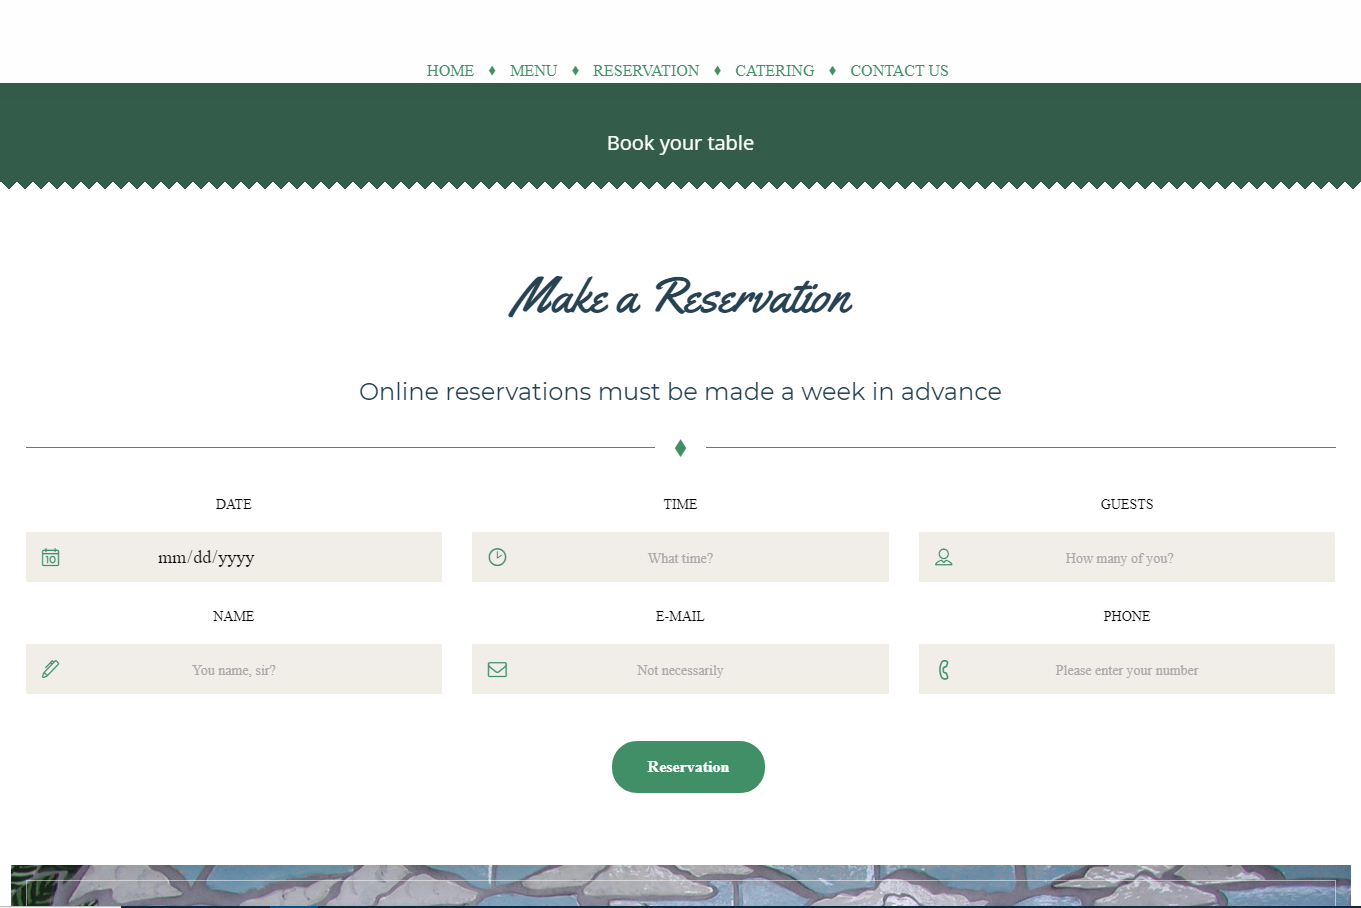 HOME ♦ MENU ♦ RESERVATION ♦ CATERING ♦ CONTACT US
Book your table
Make a Reservation
Online reservations must be made a week in advance
DATE TIME GUESTS
10 mm/dd/yyyy What time? How many of you?
NAME E-MAIL PHONE
You name, sir? Not necessarily Please enter your number
Reservation